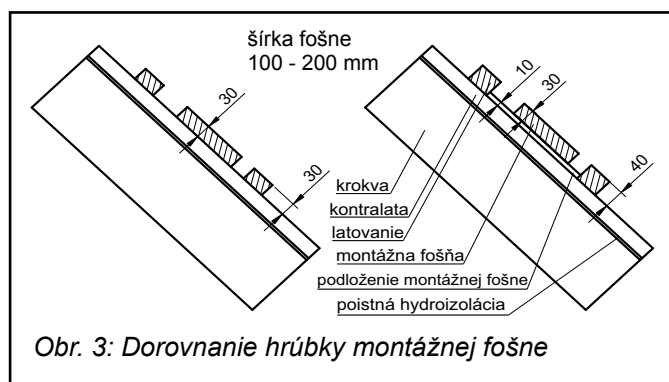 šírka fošne
100 - 200 mm
30
30
10
30
40
krokva
kontralata
latovanie
montážna fošňa
podloženie montážnej fošne
poistná hydroizolácia
Obr. 3: Dorovnanie hrúbky montážnej fošne